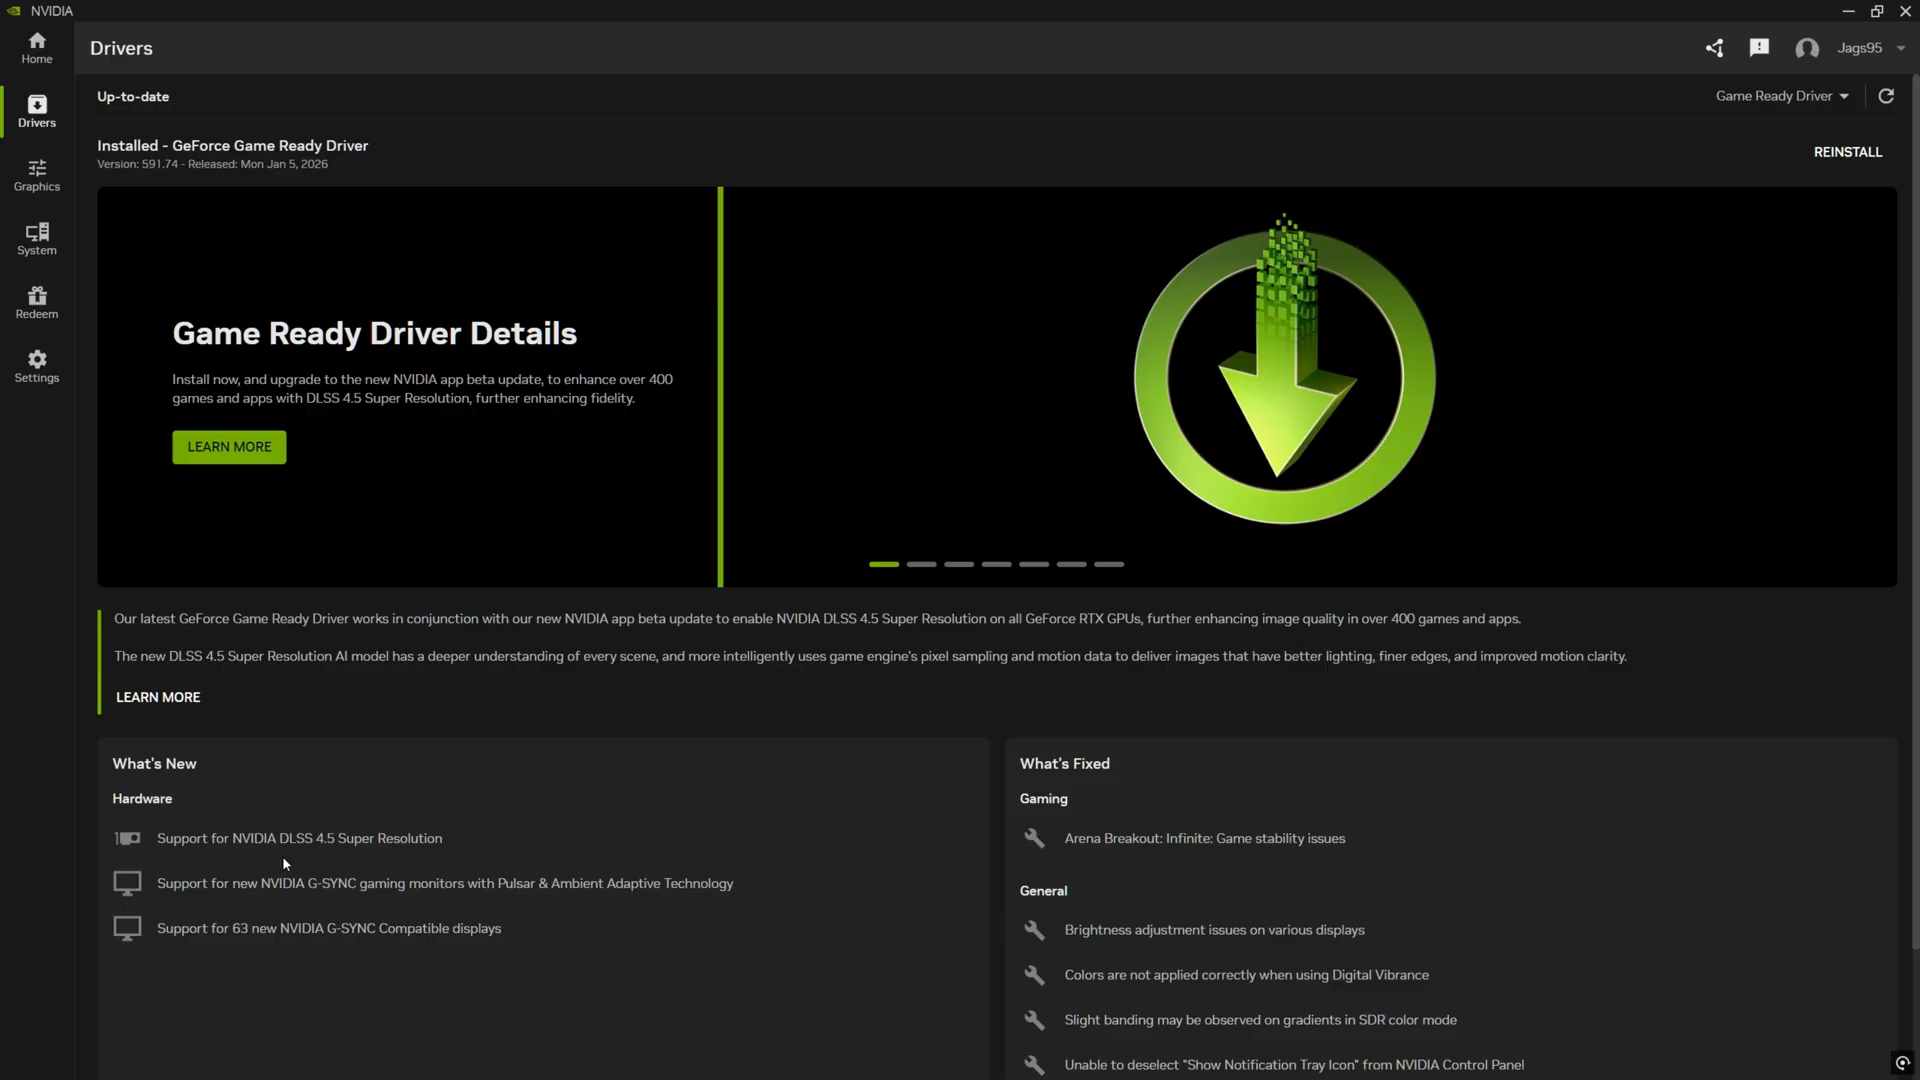 NVIDIA
Home
Drivers
Jags95
Up-to-date
Game Ready Driver
Drivers
Installed - GeForce Game Ready Driver
Version: 591.74 - Released: Mon Jan 5, 2026
REINSTALL
Graphics
System
Redeem
Settings
Game Ready Driver Details
Install now, and upgrade to the new NVIDIA app beta update, to enhance over 400
games and apps with DLSS 4.5 Super Resolution, further enhancing fidelity.
LEARN MORE
Our latest GeForce Game Ready Driver works in conjunction with our new NVIDIA app beta update to enable NVIDIA DLSS 4.5 Super Resolution on all GeForce RTX GPUs, further enhancing image quality in over 400 games and apps.
The new DLSS 4.5 Super Resolution AI model has a deeper understanding of every scene, and more intelligently uses game engine's pixel sampling and motion data to deliver images that have better lighting, finer edges, and improved motion clarity.
LEARN MORE
What's New
Hardware
Support for NVIDIA DLSS 4.5 Super Resolution
Support for new NVIDIA G-SYNC gaming monitors with Pulsar & Ambient Adaptive Technology
Support for 63 new NVIDIA G-SYNC Compatible displays
What's Fixed
Gaming
Arena Breakout: Infinite: Game stability issues
General
Brightness adjustment issues on various displays
Colors are not applied correctly when using Digital Vibrance
Slight banding may be observed on gradients in SDR color mode
Unable to deselect "Show Notification Tray Icon" from NVIDIA Control Panel